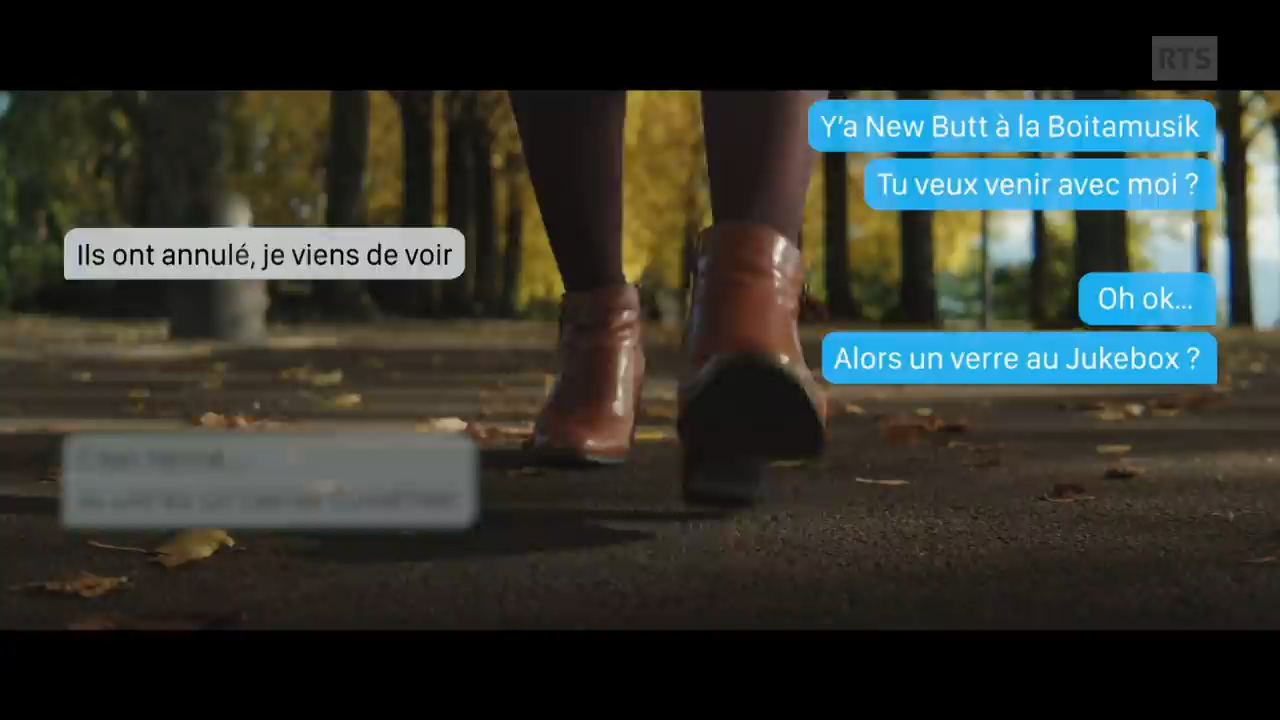 RTS
Y'a New Butt à la Boitamusik
Tu veux venir avec moi ?
Ils ont annulé, je viens de voir
Oh ok...
Alors un verre au Jukebox ?